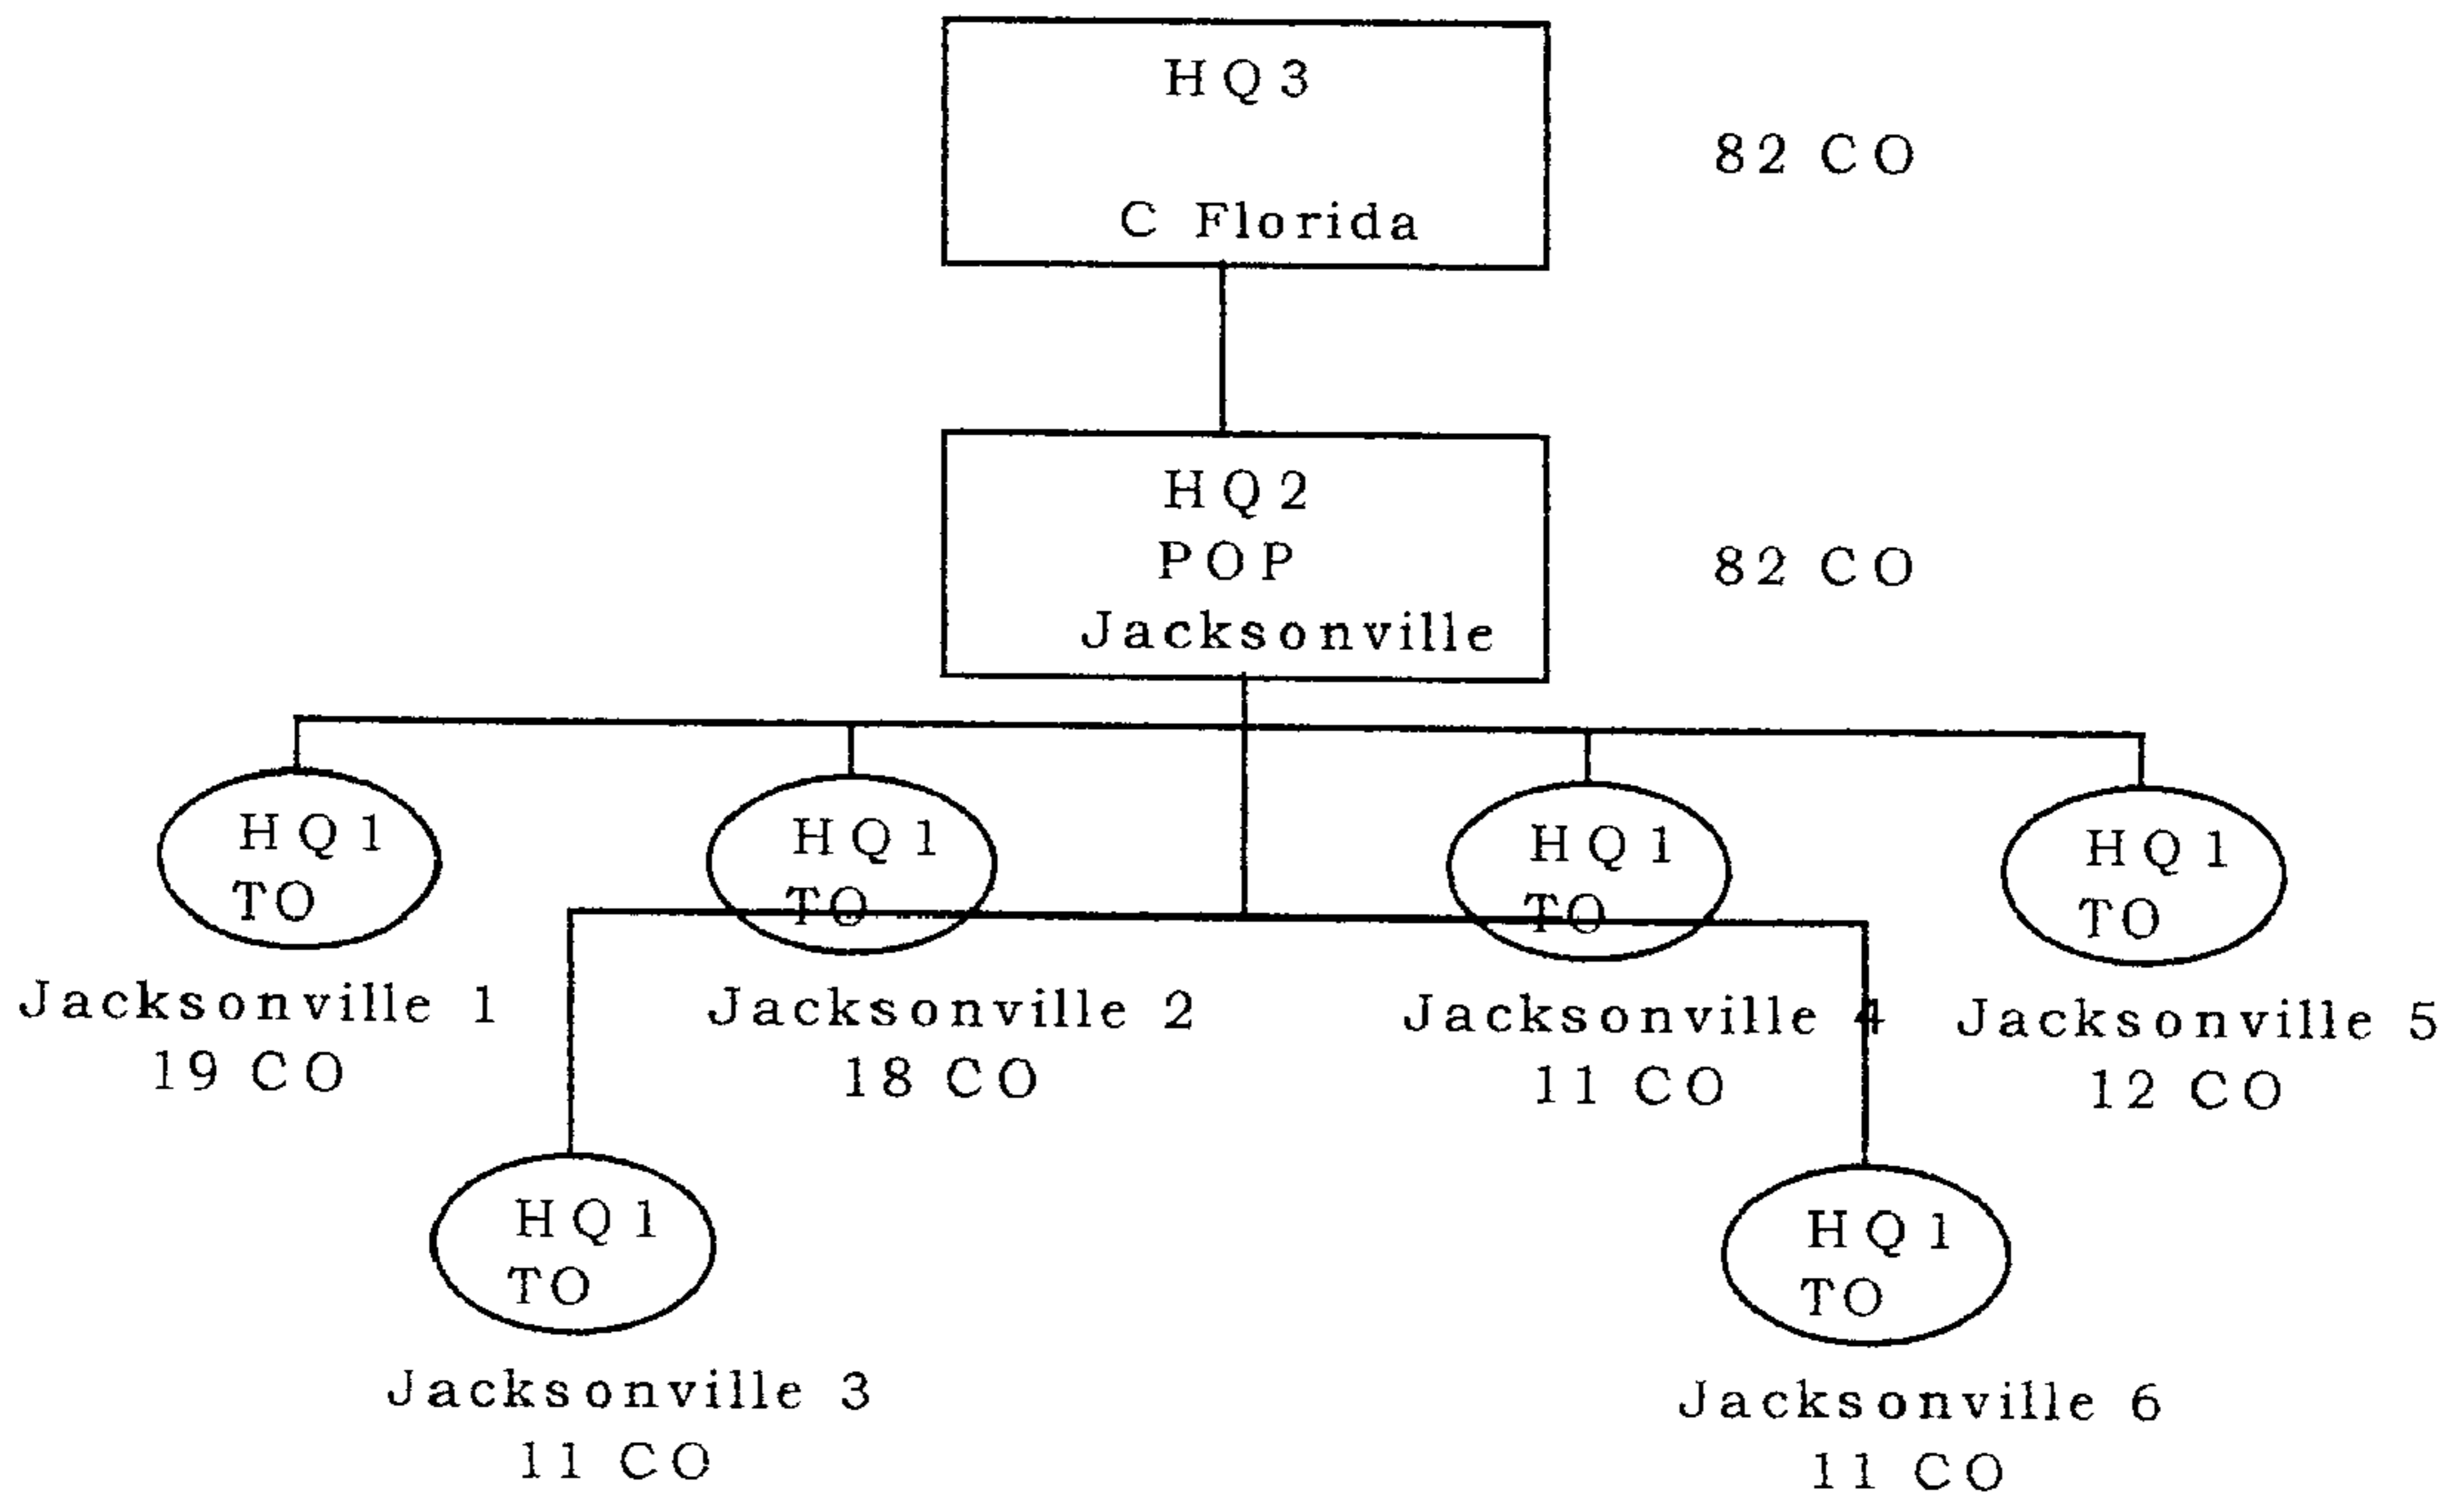 HQ3
C Florida
82 CO
HQ2
POP
Jacksonville
82 CO
HQ1
TO
Jacksonville 1
19 CO
HQ1
TO
Jacksonville 2
18 CO
HQ1
TO
Jacksonville 4
11 CO
HQ1
TO
Jacksonville 5
12 CO
HQ1
TO
Jacksonville 3
11 CO
HQ1
TO
Jacksonville 6
11 CO